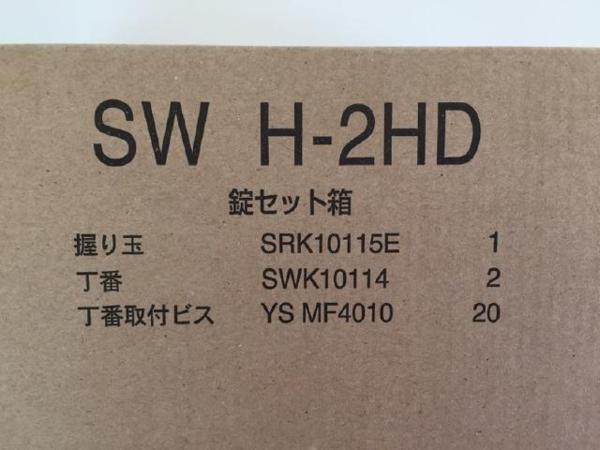 SW H-2HD
錠セット箱
握り玉 SRK10115E 1
丁番 SWK10114 2
丁番取付ビス YS MF4010 20